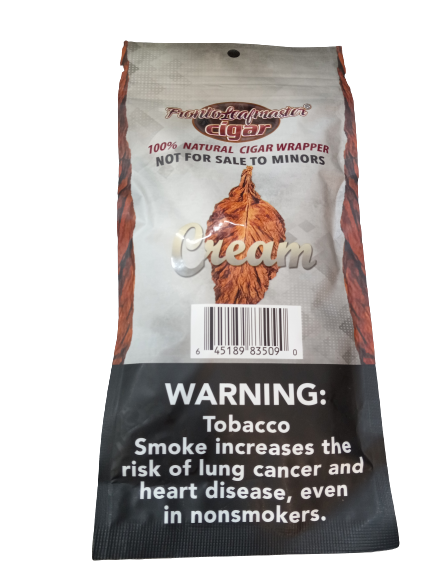 Frontoleafmaster
cigar
100% NATURAL CIGAR WRAPPER
NOT FOR SALE TO MINORS
Cream
6 45189 83509 0
WARNING:
Tobacco
Smoke increases the
risk of lung cancer and
heart disease, even
in nonsmokers.